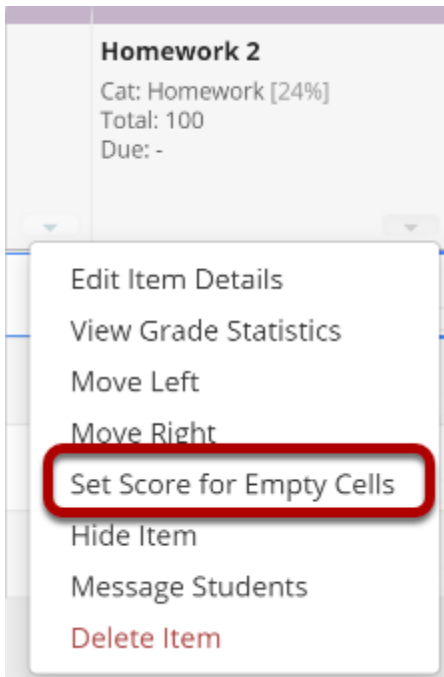 Homework 2
Cat: Homework [24%]
Total: 100
Due: -
Edit Item Details
View Grade Statistics
Move Left
Move Right
Set Score for Empty Cells
Hide Item
Message Students
Delete Item